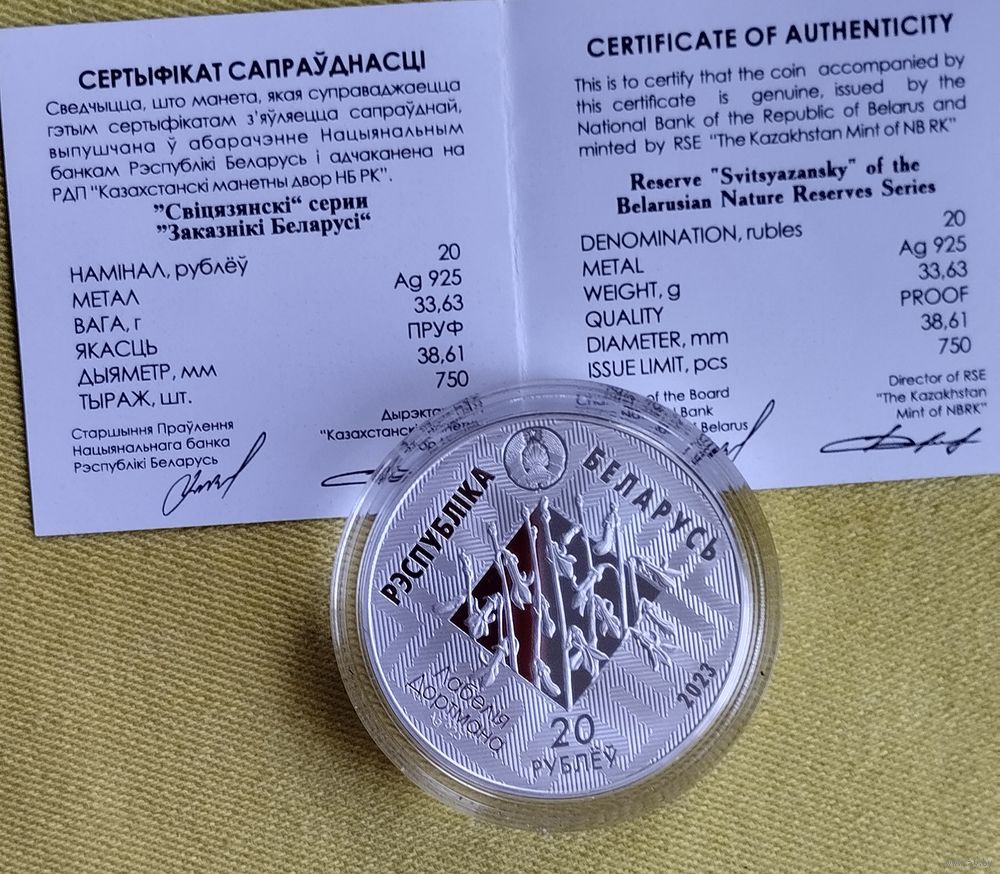 СЕРТЫФІКАТ САПРАЎДНАСЦІ
Сведчыцца, што манета, якая суправаджаецца
гэтым сертыфікатам з'яўляецца сапраўднай,
выпушчана ў абарачэнне Нацыянальным
банкам Рэспублікі Беларусь і адчаканена на
РДП "Казахстанскі манетны двор НБ РК".
"Свіцязянскі“ серии
"Заказнікі Беларусі“
НАМІНАЛ, рублёў 20
МЕТАЛ Ag 925
ВАГА, г 33,63
ЯКАСЦЬ ПРУФ
ДЫЯМЕТР, мм 38,61
ТЫРАЖ, шт. 750
Старшыння Праўлення
Нацыянальнага банка
Рэспублікі Беларусь
"Казахстанскі
CERTIFICATE OF AUTHENTICITY
This is to certify that the coin accompanied by
this certificate is genuine, issued by the
National Bank of the Republic of Belarus and
minted by RSE "The Kazakhstan Mint of NB RK"
Reserve "Svitsyazansky" of the
Belarusian Nature Reserves Series
DENOMINATION, rubles 20
METAL Ag 925
WEIGHT, g 33,63
QUALITY PROOF
DIAMETER, mm 38,61
ISSUE LIMIT, pcs 750
of the Board
Bank
Belarus
Director of RSE
"The Kazakhstan
Mint of NBRK"
РЭСПУБЛІКА БЕЛАРУСЬ
Лабелія
Дортмана
20
РУБЛЁЎ
2023